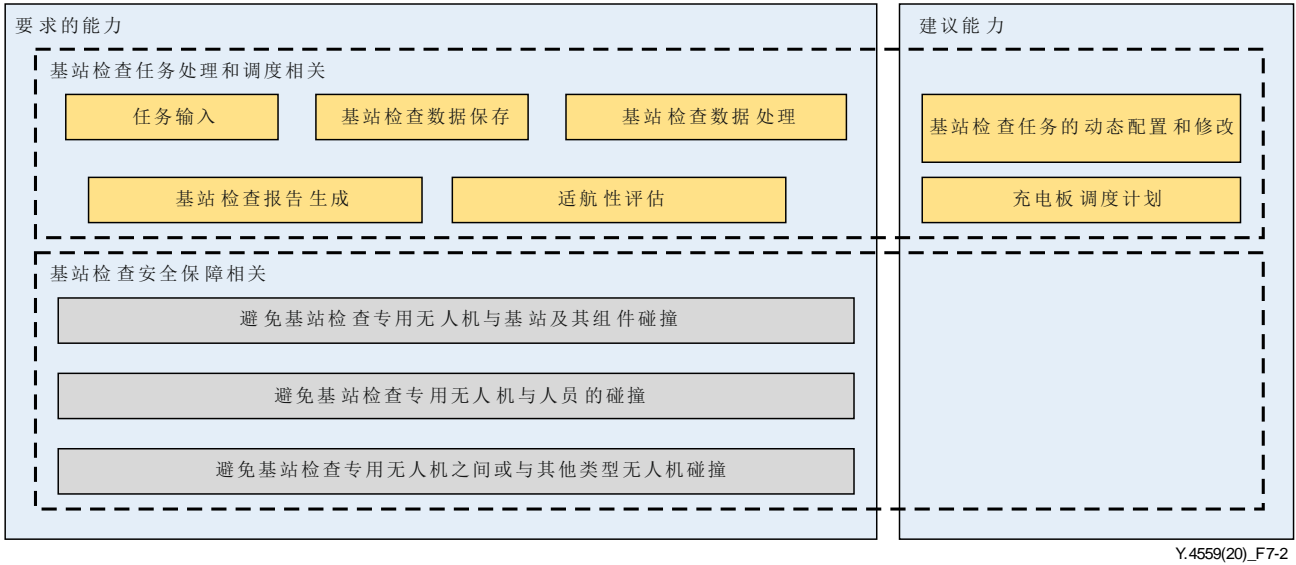 要求的能力
建议能力
基站检查任务处理和调度相关
任务输入
基站检查数据保存
基站检查数据处理
基站检查任务的动态配置和修改
基站检查报告生成
适航性评估
充电板调度计划
基站检查安全保障相关
避免基站检查专用无人机与基站及其组件碰撞
避免基站检查专用无人机与人员的碰撞
避免基站检查专用无人机之间或与其他类型无人机碰撞
Y.4559(20)_F7-2